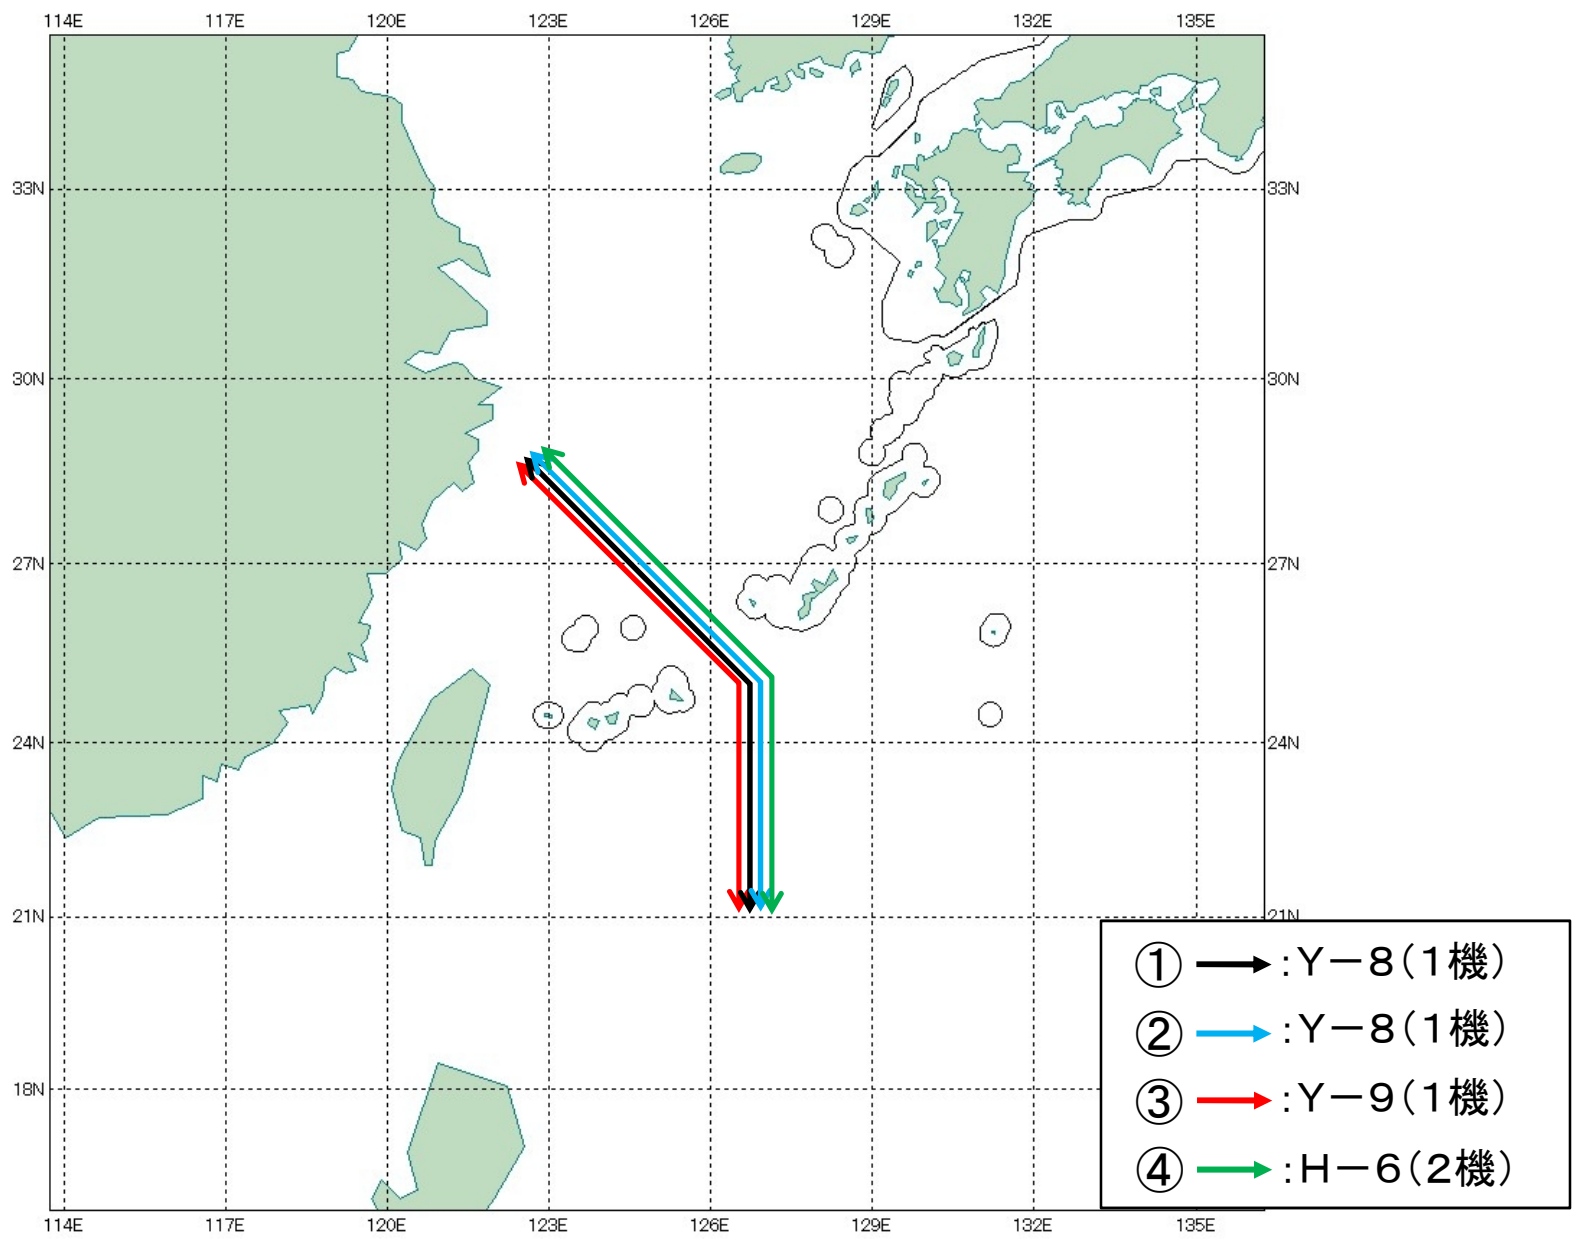 114E 117E 120E 123E 126E 129E 132E 135E
33N 33N
30N 30N
27N 27N
24N 24N
21N 21N
18N
① :Y－8(1機)
② :Y－8(1機)
③ :Y－9(1機)
④ :H－6(2機)
114E 117E 120E 123E 126E 129E 132E 135E